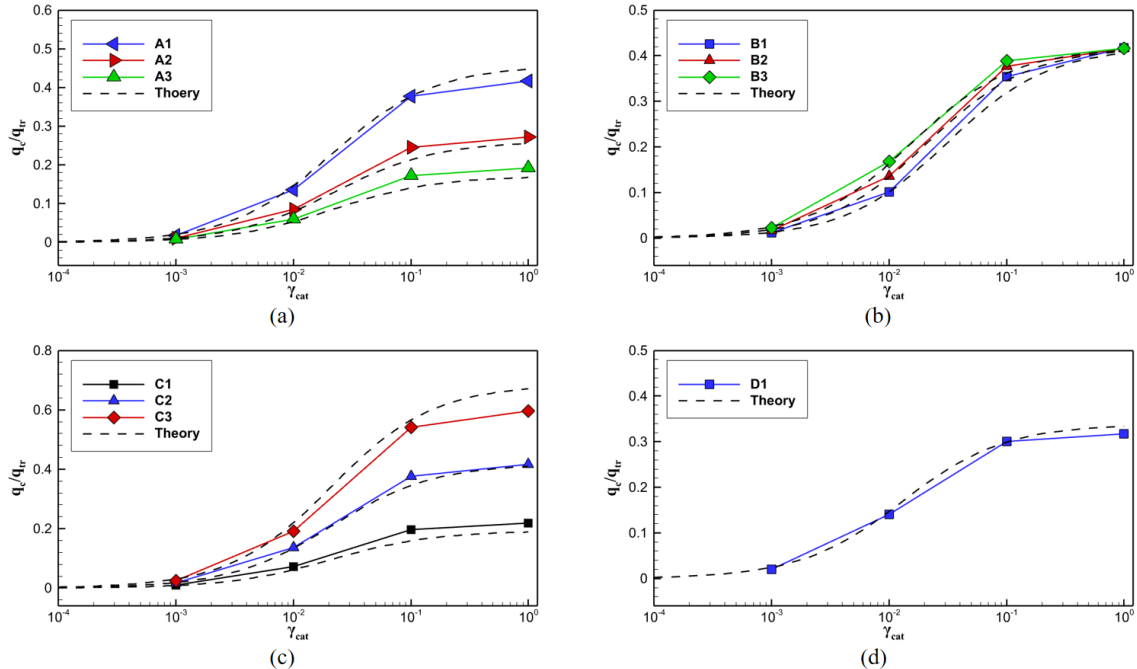 0.6
0.5
0.4
0.3
0.2
0.1
0
q_c/q_tr
A1
A2
A3
Thoery
10^-4
10^-3
10^-2
10^-1
10^0
γ_cat
(a)
0.5
0.4
0.3
0.2
0.1
0
q_c/q_tr
B1
B2
B3
Theory
10^-4
10^-3
10^-2
10^-1
10^0
γ_cat
(b)
0.8
0.6
0.4
0.2
0
q_c/q_tr
C1
C2
C3
Theory
10^-4
10^-3
10^-2
10^-1
10^0
γ_cat
(c)
0.5
0.4
0.3
0.2
0.1
0
q_c/q_tr
D1
Theory
10^-4
10^-3
10^-2
10^-1
10^0
γ_cat
(d)